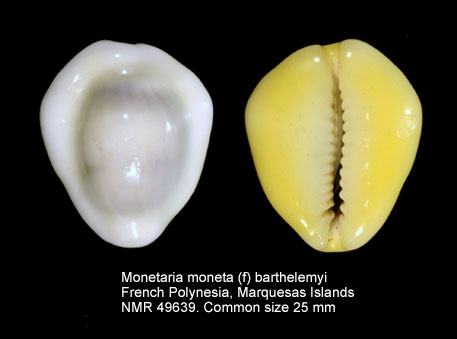 Monetaria moneta (f) barthelemyi
French Polynesia, Marquesas Islands
NMR 49639. Common size 25 mm